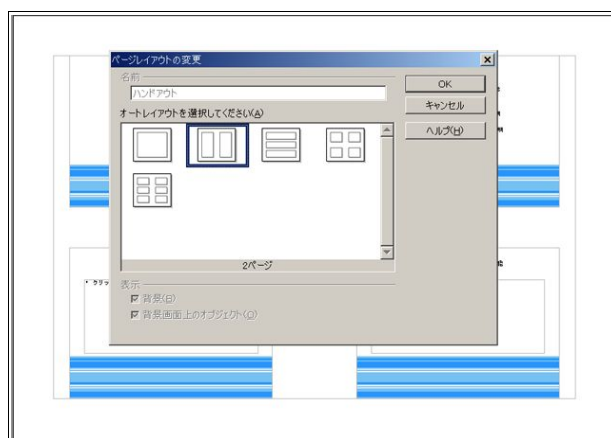 ページレイアウトの変更
名前
ハンドアウト
オートレイアウトを選択してください(A)
2ページ
表示
背景(B)
背景画面上のオブジェクト(O)
OK
キャンセル
ヘルプ(H)